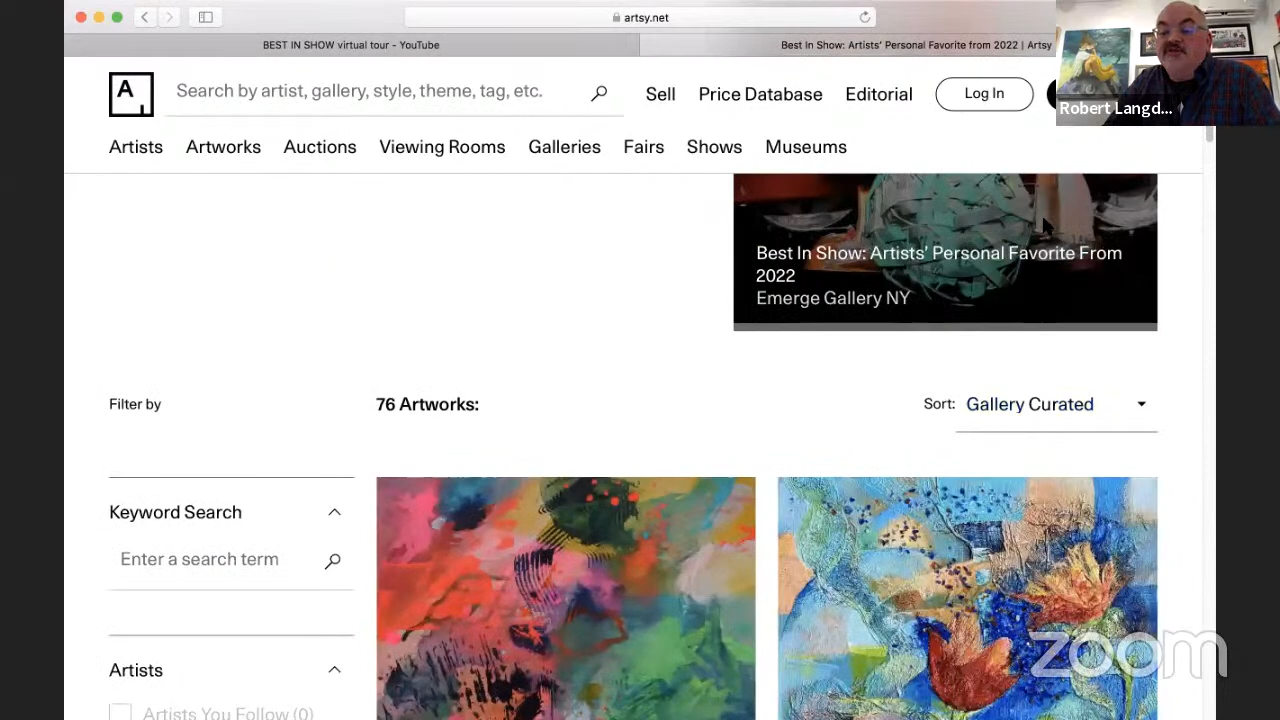 artsy.net
BEST IN SHOW virtual tour - YouTube
Best In Show: Artists' Personal Favorite from 2022 | Artsy
Robert Langd...
A
Search by artist, gallery, style, theme, tag, etc.
Sell
Price Database
Editorial
Log In
Artists
Artworks
Auctions
Viewing Rooms
Galleries
Fairs
Shows
Museums
Best In Show: Artists' Personal Favorite From
2022
Emerge Gallery NY
Filter by
76 Artworks:
Sort:
Gallery Curated
Keyword Search
Enter a search term
Artists
Artists You Follow (0)
zoom